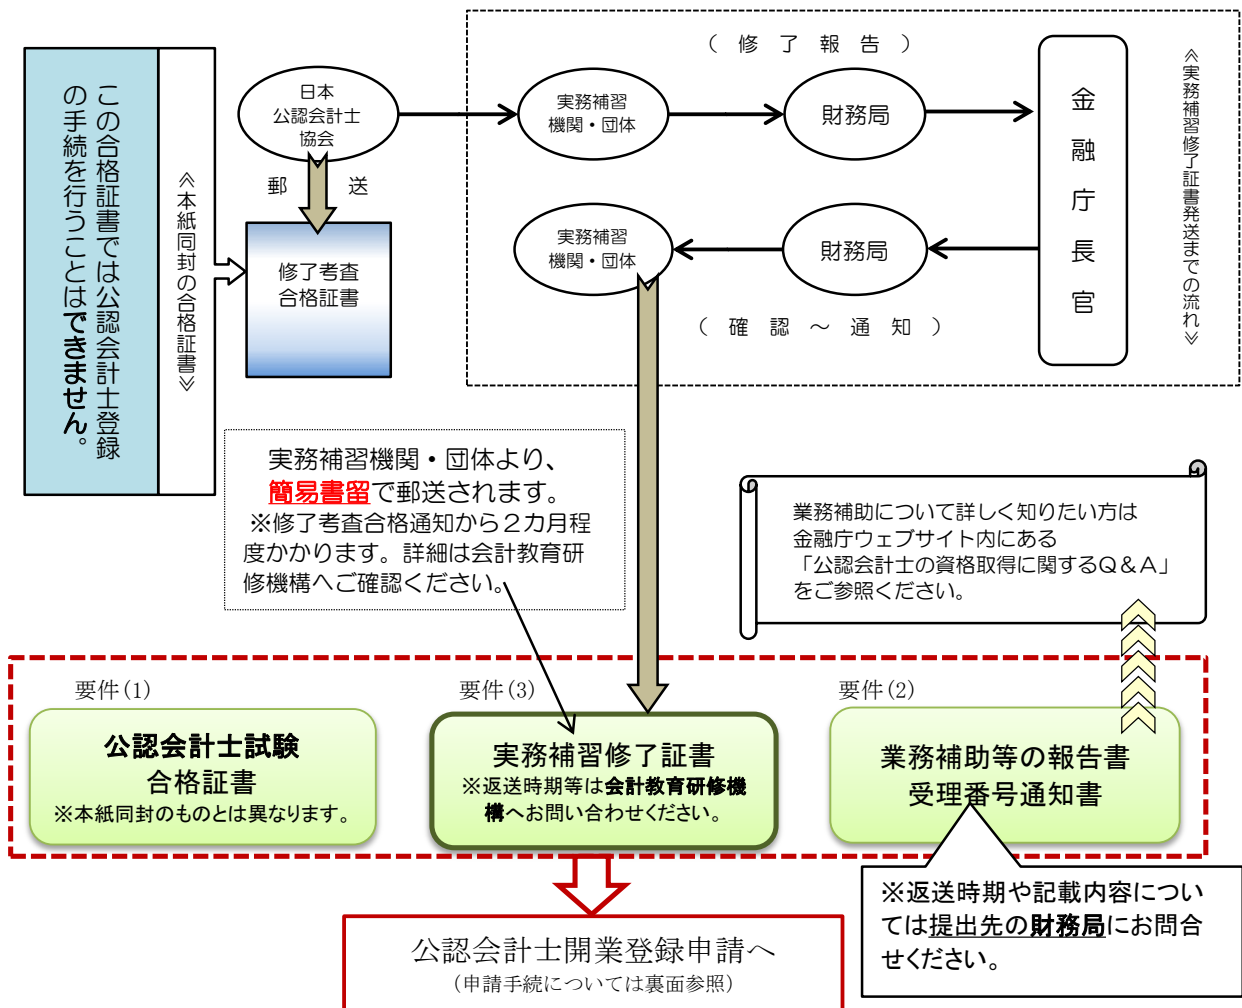 この合格証書では公認会計士登録
の手続を行うことはできません。
≪本紙同封の合格証書≫
日本
公認会計士
協会
郵送
修了考査
合格証書
(修了報告)
実務補習
機関・団体
財務局
金融庁長官
≪実務補習修了証書発送までの流れ≫
実務補習
機関・団体
財務局
(確認～通知)
実務補習機関・団体より、
簡易書留で郵送されます。
※修了考査合格通知から２カ月程
度かかります。詳細は会計教育研
修機構へご確認ください。
業務補助について詳しく知りたい方は
金融庁ウェブサイト内にある
「公認会計士の資格取得に関するＱ＆Ａ」
をご参照ください。
要件(1)
公認会計士試験
合格証書
※本紙同封のものとは異なります。
要件(3)
実務補習修了証書
※返送時期等は会計教育研修機
構へお問い合わせください。
要件(2)
業務補助等の報告書
受理番号通知書
※返送時期や記載内容につい
ては提出先の財務局にお問合
せください。
公認会計士開業登録申請へ
(申請手続については裏面参照)